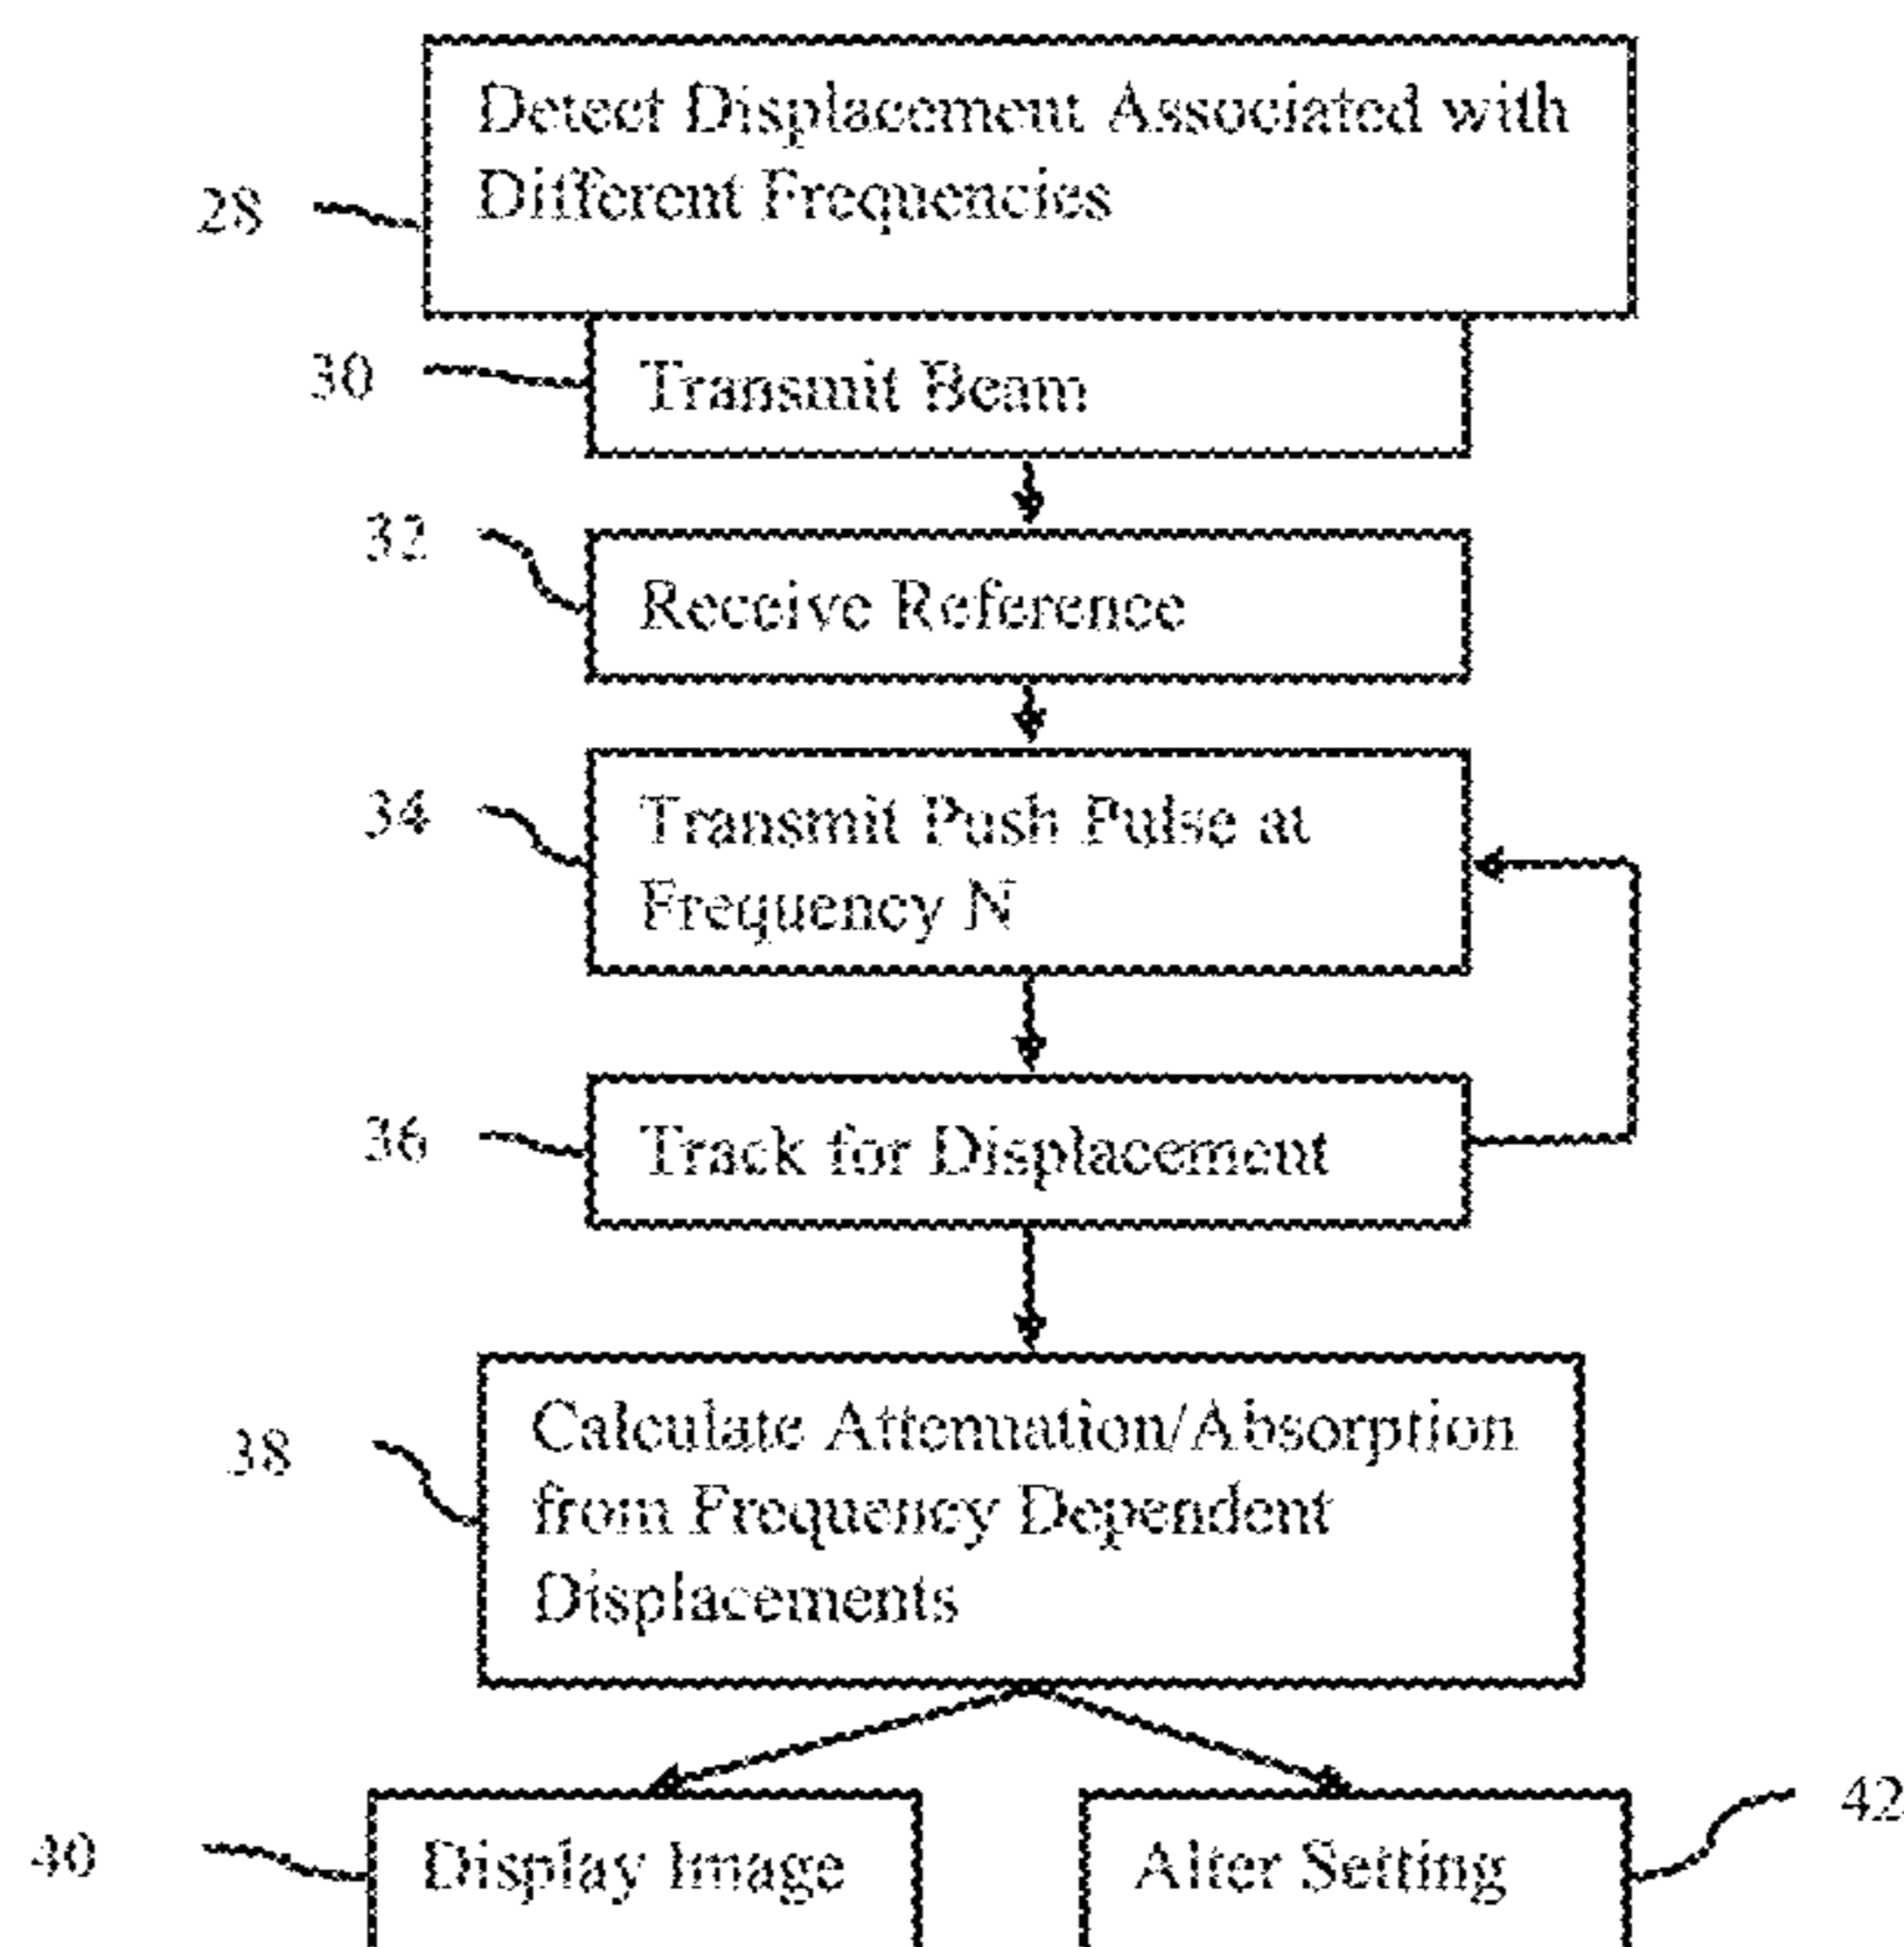 Detect Displacement Associated with
Different Frequencies
28
30
Transmit Beam
32
Receive Reference
34
Transmit Push Pulse at
Frequency N
36
Track for Displacement
38
Calculate Attenuation/Absorption
from Frequency Dependent
Displacements
40
Display Image
Alter Setting
42